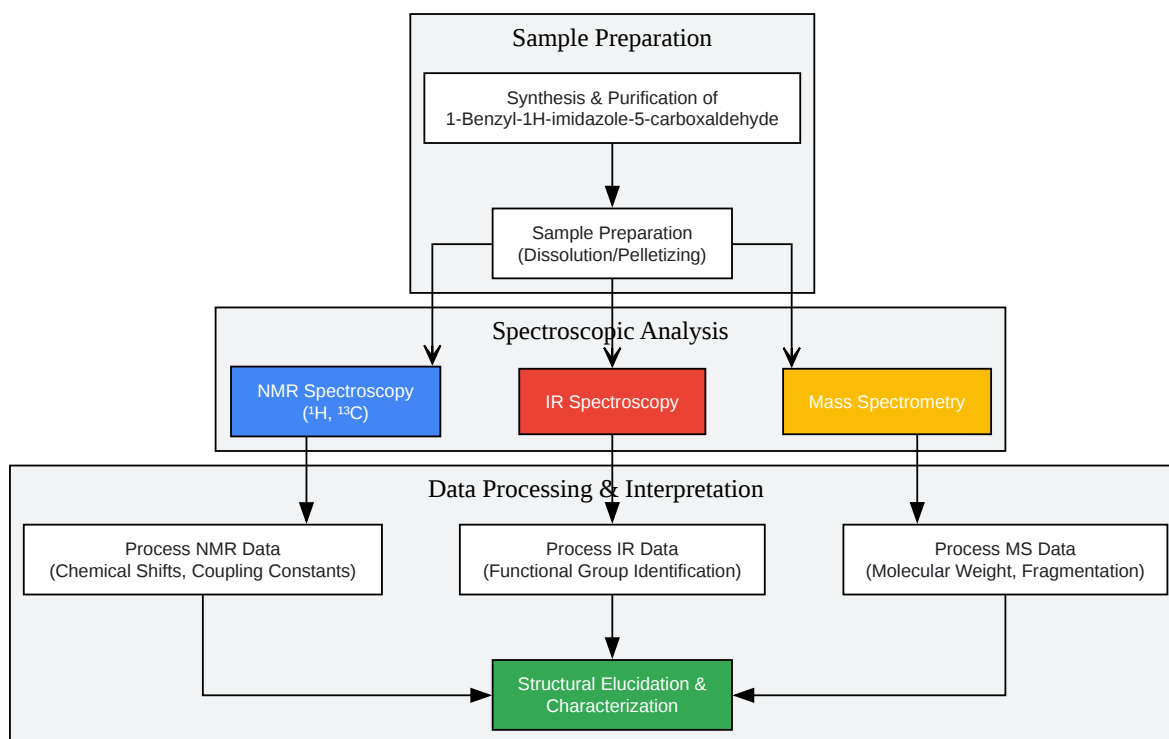 Sample Preparation
Synthesis & Purification of
1-Benzyl-1H-imidazole-5-carboxaldehyde
Sample Preparation
(Dissolution/Pelletizing)
Spectroscopic Analysis
NMR Spectroscopy
(¹H, ¹³C)
IR Spectroscopy
Mass Spectrometry
Data Processing & Interpretation
Process NMR Data
(Chemical Shifts, Coupling Constants)
Process IR Data
(Functional Group Identification)
Process MS Data
(Molecular Weight, Fragmentation)
Structural Elucidation &
Characterization